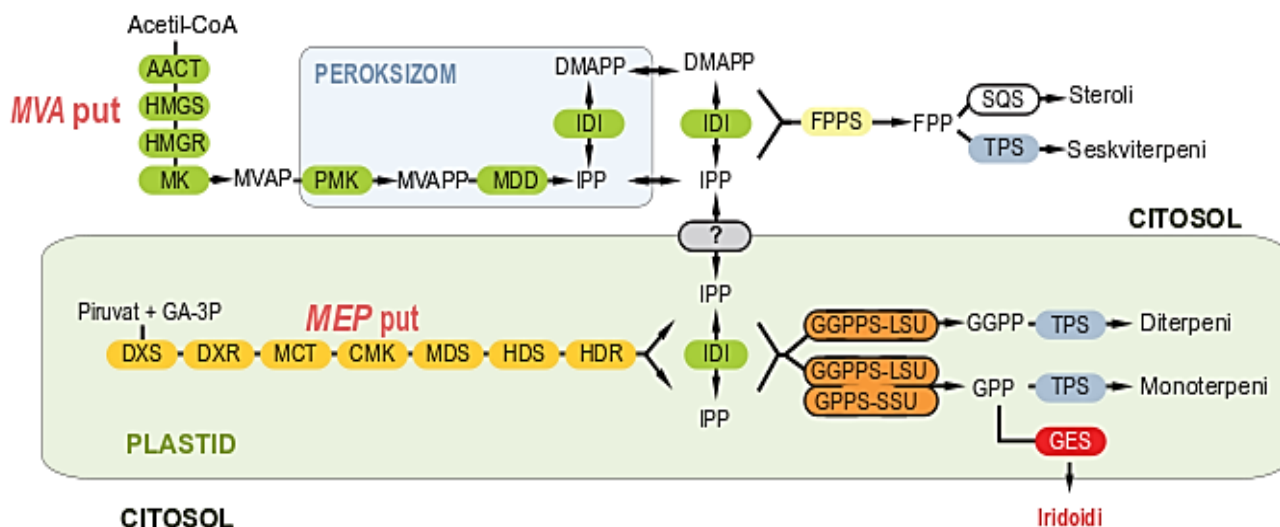 Acetil-CoA
AACT
HMGS
HMGR
MK
MVA put
MVAP
PEROKSIZOM
PMK
MVAPP
MDD
IPP
IDI
DMAPP
DMAPP
IDI
IPP
FPPS
FPP
SQS
Steroli
TPS
Seskviterpeni
CITOSOL
?
IPP
Piruvat + GA-3P
MEP put
DXS
DXR
MCT
CMK
MDS
HDS
HDR
IDI
IPP
GGPPS-LSU
GGPP
TPS
Diterpeni
GGPPS-LSU
GPPS-SSU
GPP
TPS
Monoterpeni
GES
PLASTID
CITOSOL
Iridoidi